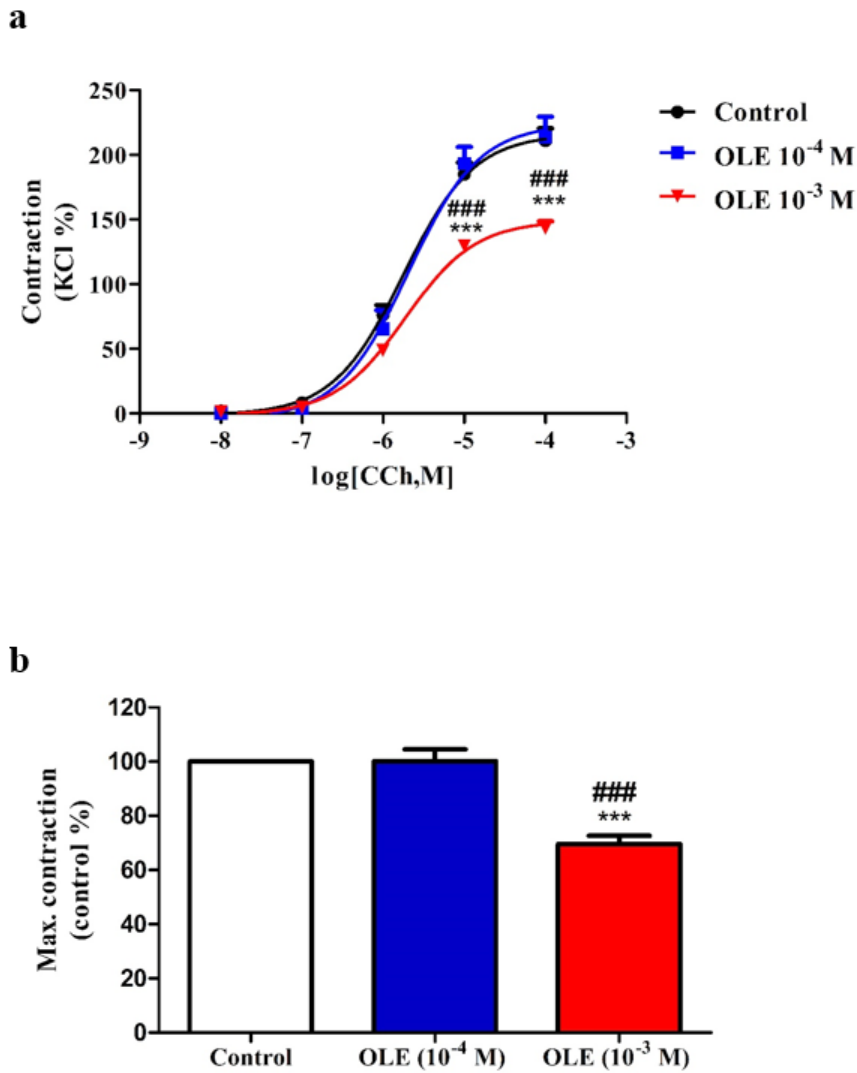 a
250
200
150
100
50
0
-9 -8 -7 -6 -5 -4 -3
Contraction
(KCl %)
log[CCh,M]
###
***
###
***
Control
OLE 10⁻⁴ M
OLE 10⁻³ M
b
120
100
80
60
40
20
0
Max. contraction
(control %)
###
***
Control OLE (10⁻⁴ M) OLE (10⁻³ M)